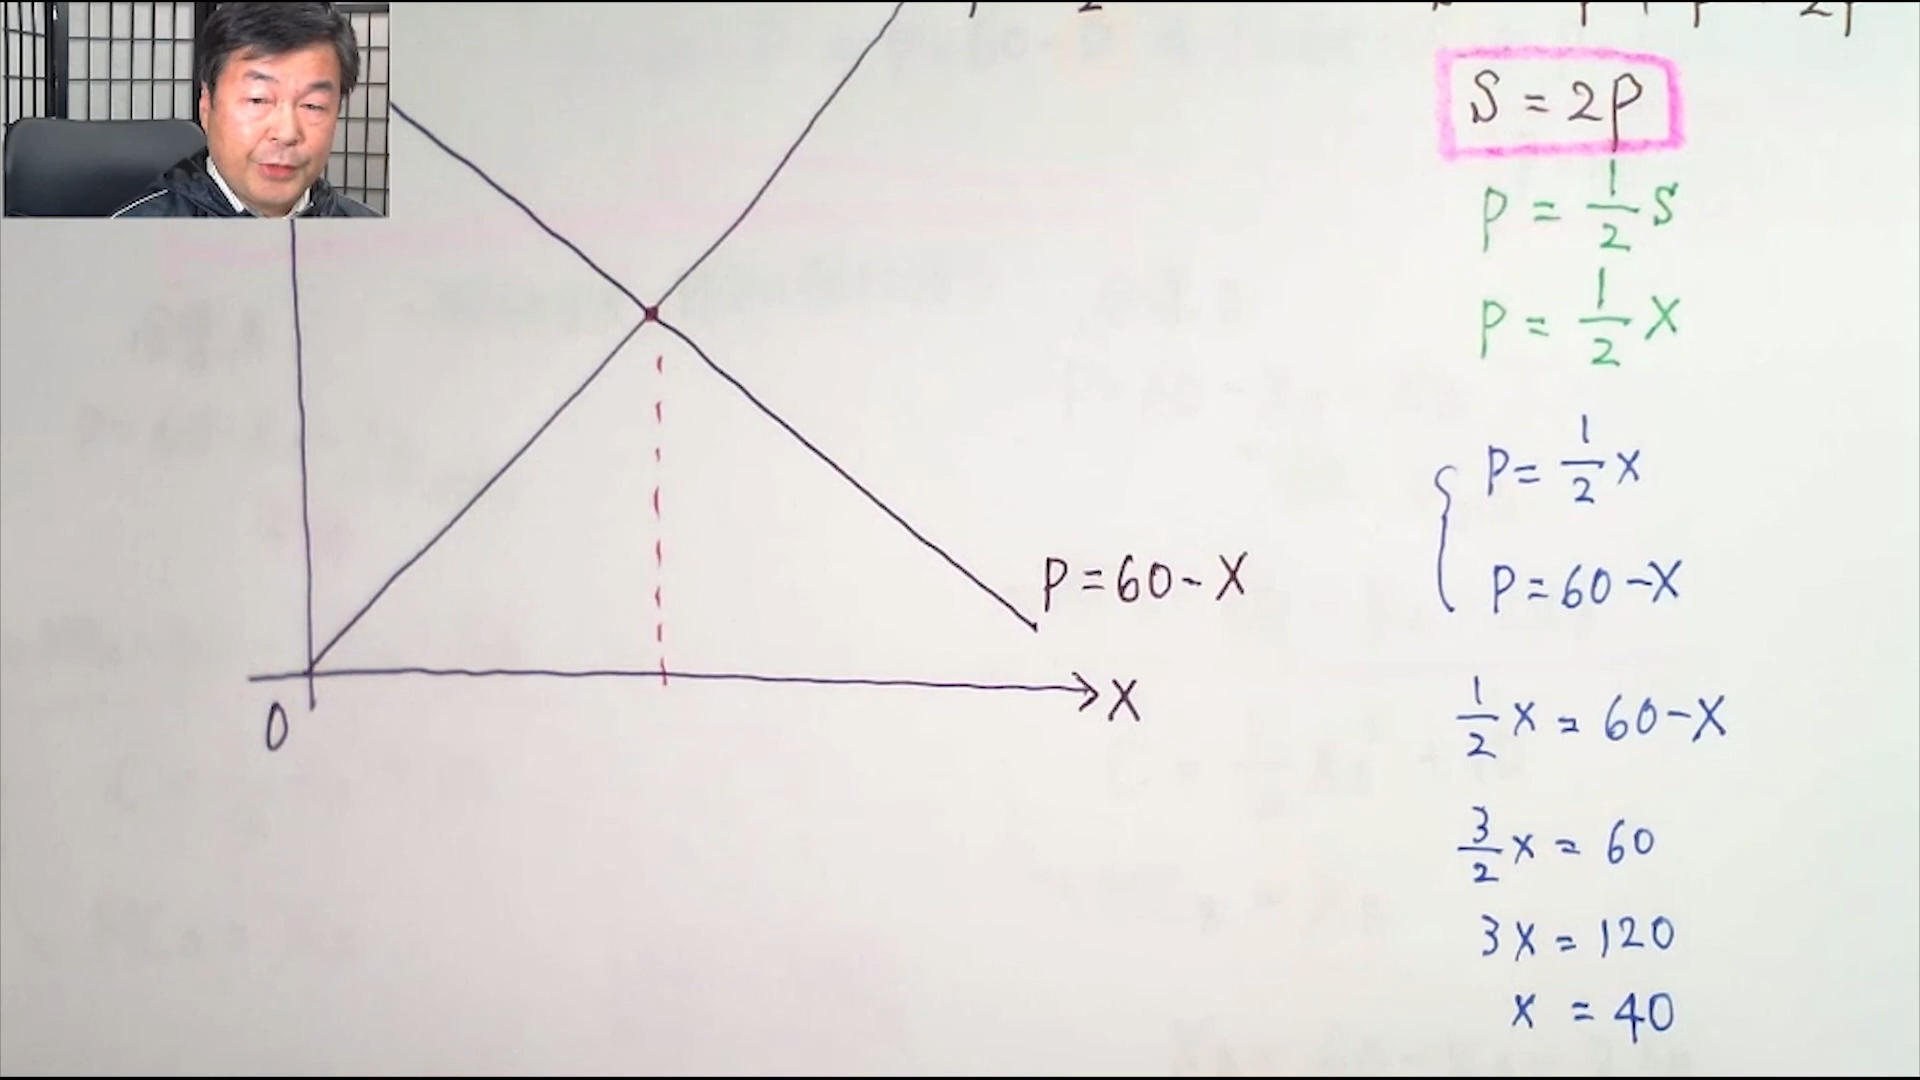 S = 2P
P = 1/2 S
P = 1/2 X
P = 1/2 X
P = 60 - X
P = 60 - X
X
0
1/2 X = 60 - X
3/2 X = 60
3X = 120
X = 40